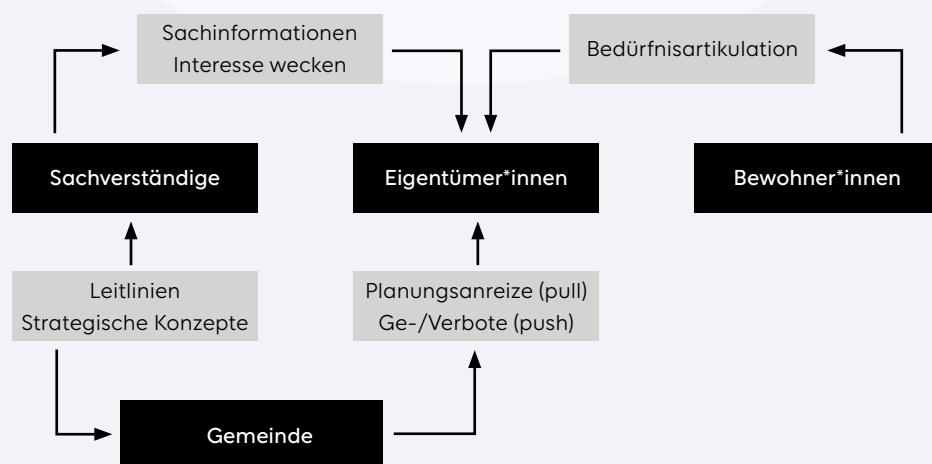 Sachinformationen
Interesse wecken
Bedürfnisartikulation
Sachverständige
Eigentümer*innen
Bewohner*innen
Leitlinien
Strategische Konzepte
Planungsanreize (pull)
Ge-/Verbote (push)
Gemeinde